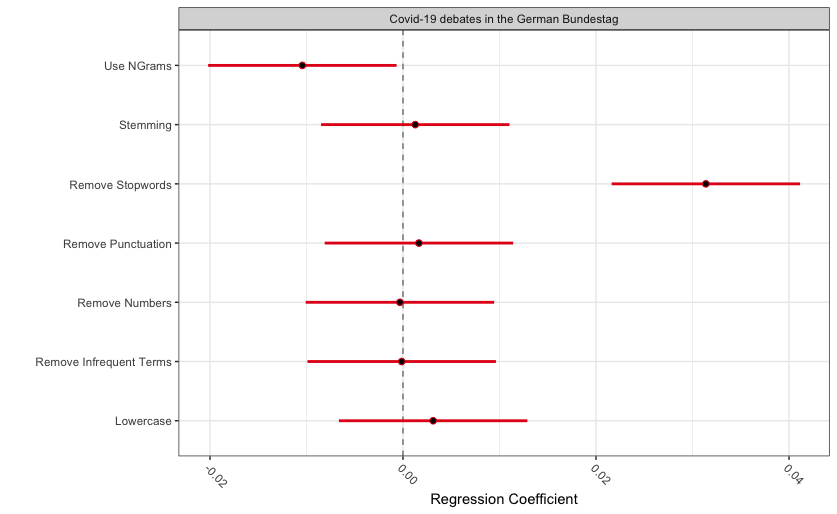 Covid-19 debates in the German Bundestag
Use NGrams
Stemming
Remove Stopwords
Remove Punctuation
Remove Numbers
Remove Infrequent Terms
Lowercase
-0.02 0.00 0.02 0.04
Regression Coefficient